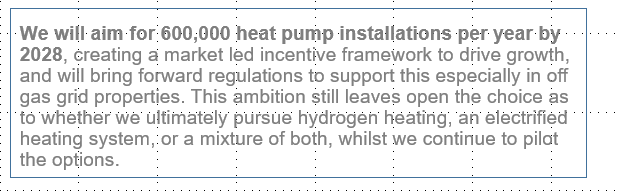 We will aim for 600,000 heat pump installations per year by
2028, creating a market led incentive framework to drive growth,
and will bring forward regulations to support this especially in off
gas grid properties. This ambition still leaves open the choice as
to whether we ultimately pursue hydrogen heating, an electrified
heating system, or a mixture of both, whilst we continue to pilot
the options.